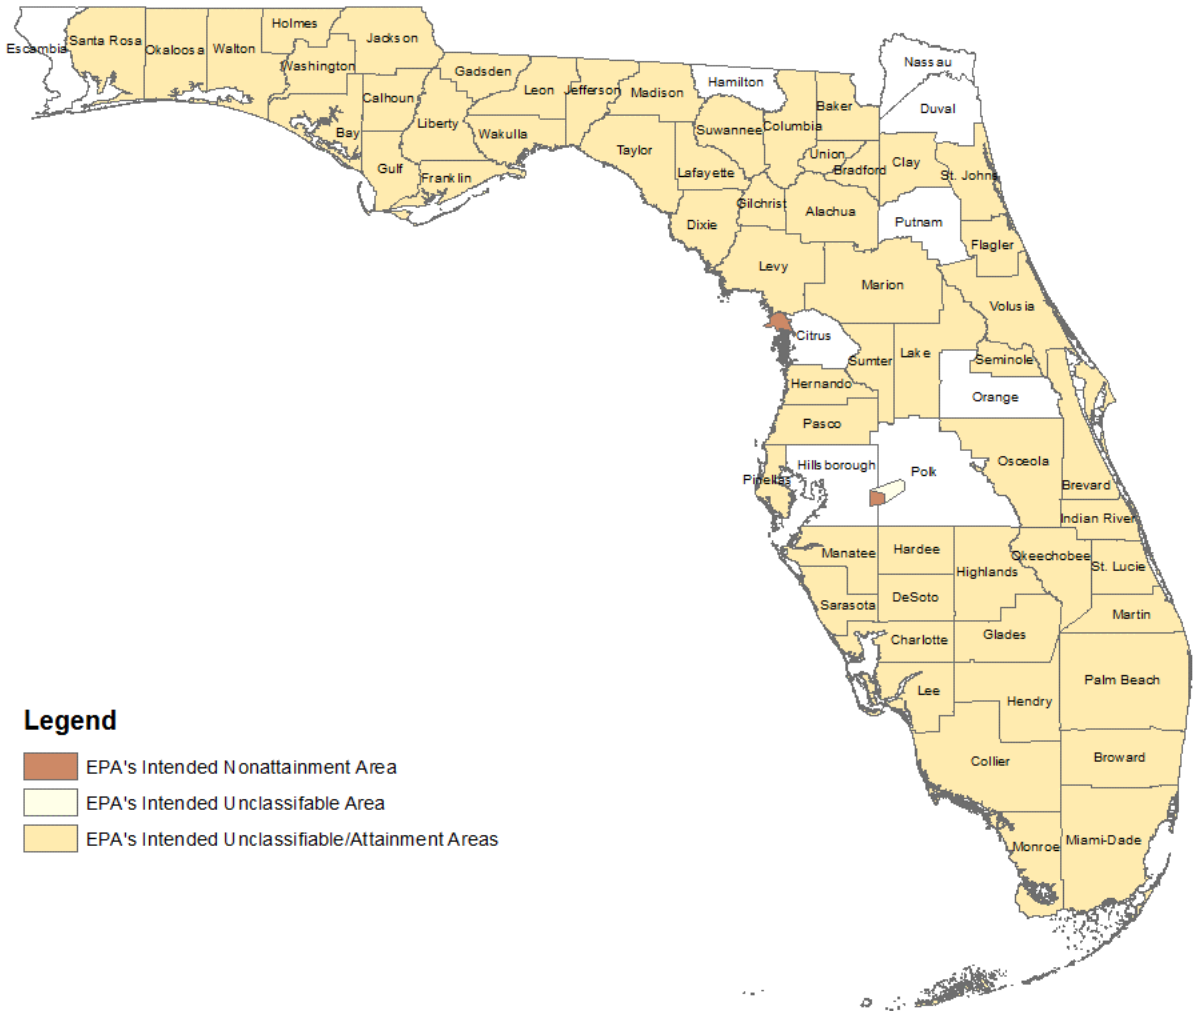 Holmes
Jackson
Escambia
Santa Rosa
Okaloosa
Walton
Washington
Nassau
Gadsden
Hamilton
Leon
Jefferson
Madison
Calhoun
Baker
Duval
Liberty
Bay
Wakulla
Suwannee
Columbia
Taylor
Union
Bradford
Clay
St. Johns
Gulf
Franklin
Lafayette
Gilchrist
Alachua
Putnam
Dixie
Flagler
Levy
Marion
Volusia
Citrus
Sumter
Lake
Seminole
Hernando
Orange
Pasco
Hillsborough
Polk
Osceola
Pinellas
Brevard
Indian River
Manatee
Hardee
Okeechobee
St. Lucie
Highlands
Sarasota
DeSoto
Martin
Charlotte
Glades
Palm Beach
Lee
Hendry
Legend
Collier
Broward
EPA's Intended Nonattainment Area
EPA's Intended Unclassifable Area
EPA's Intended Unclassifiable/Attainment Areas
Monroe
Miami-Dade